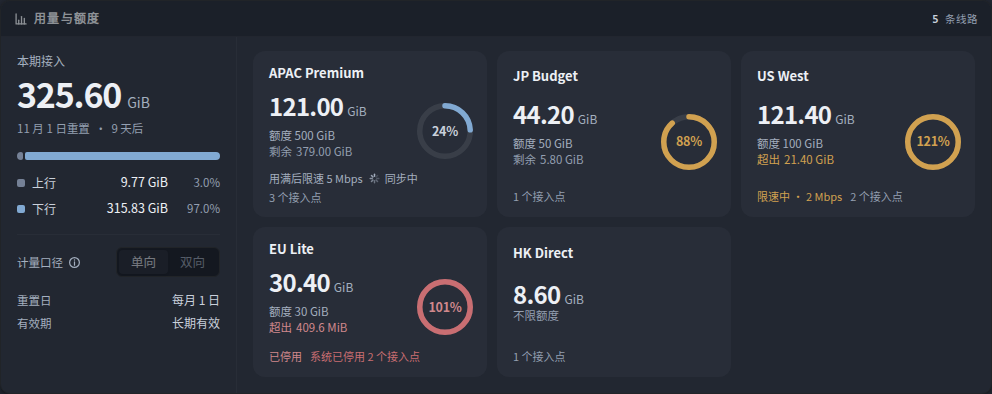 用量与额度
5 条线路
本期接入
325.60 GiB
11 月 1 日重置 · 9 天后
上行 9.77 GiB 3.0%
下行 315.83 GiB 97.0%
计量口径 单向 双向
重置日 每月 1 日
有效期 长期有效
APAC Premium
121.00 GiB
额度 500 GiB
剩余 379.00 GiB
24%
用满后限速 5 Mbps 同步中
3 个接入点
JP Budget
44.20 GiB
额度 50 GiB
剩余 5.80 GiB
88%
1 个接入点
US West
121.40 GiB
额度 100 GiB
超出 21.40 GiB
121%
限速中 · 2 Mbps 2 个接入点
EU Lite
30.40 GiB
额度 30 GiB
超出 409.6 MiB
101%
已停用 系统已停用 2 个接入点
HK Direct
8.60 GiB
不限额度
1 个接入点